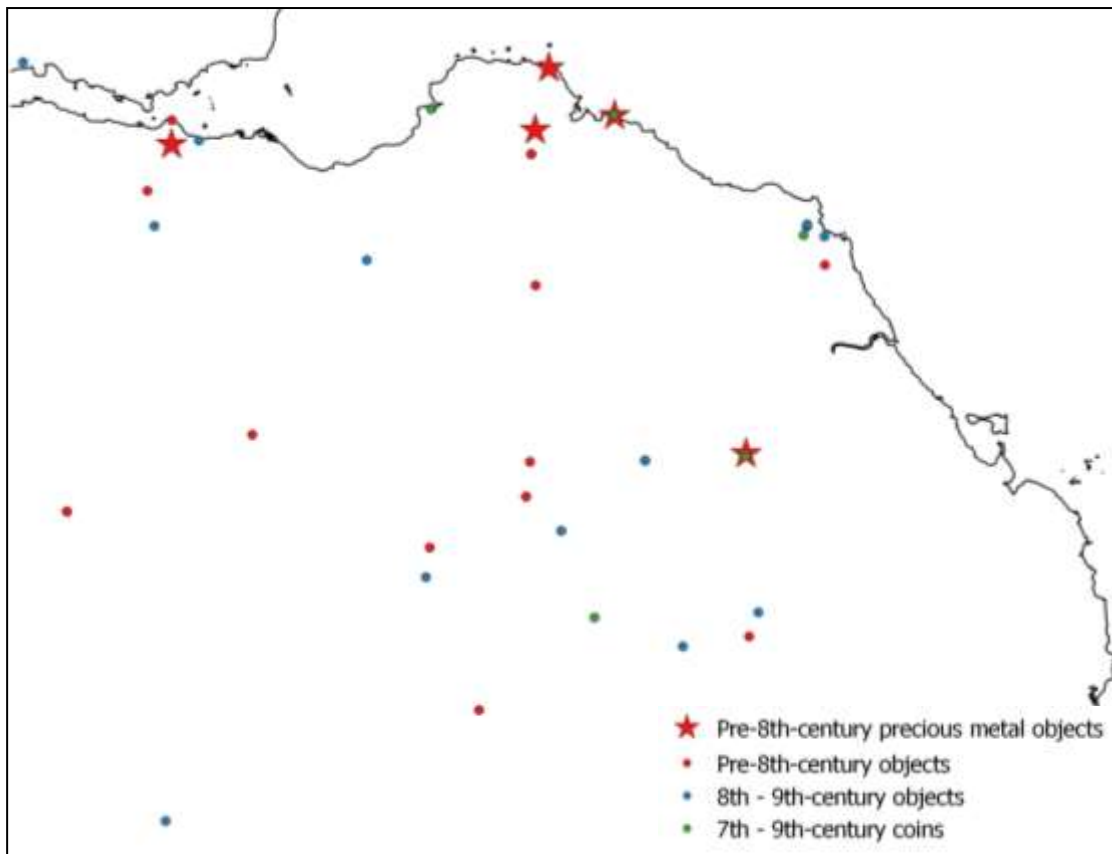 Pre-8th-century precious metal objects
Pre-8th-century objects
8th - 9th-century objects
7th - 9th-century coins